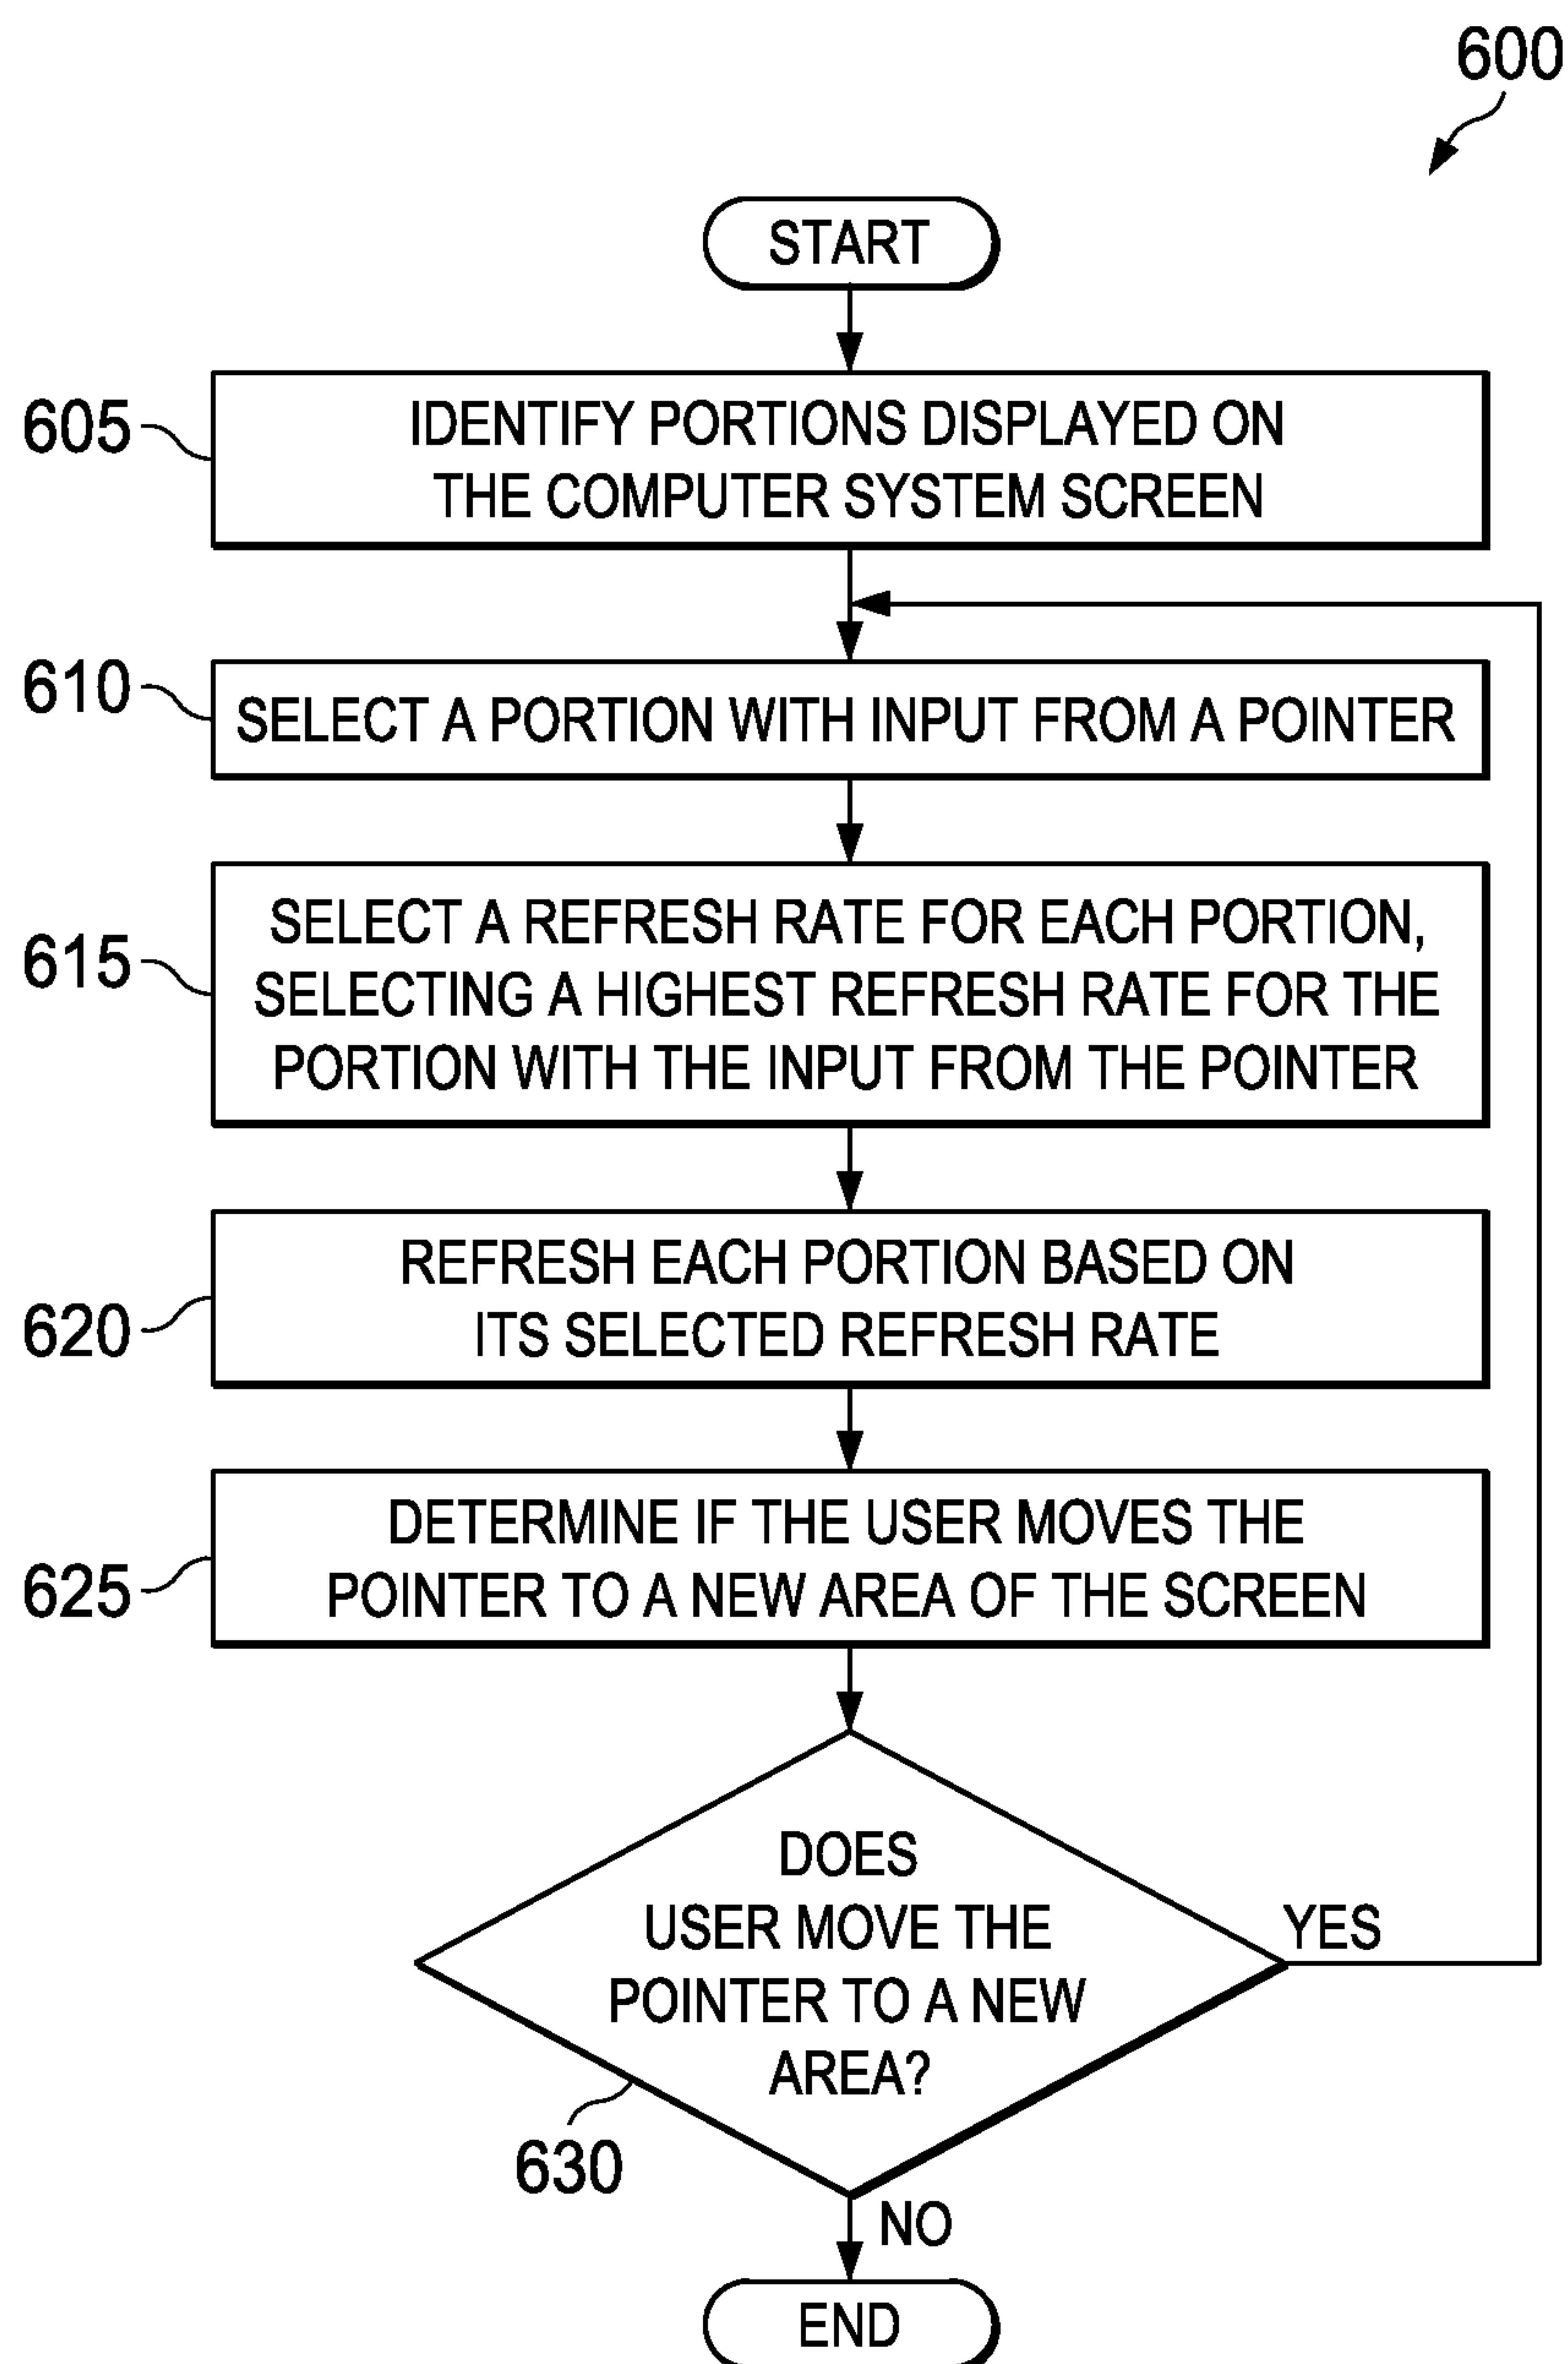 600
START
605
IDENTIFY PORTIONS DISPLAYED ON
THE COMPUTER SYSTEM SCREEN
610
SELECT A PORTION WITH INPUT FROM A POINTER
615
SELECT A REFRESH RATE FOR EACH PORTION,
SELECTING A HIGHEST REFRESH RATE FOR THE
PORTION WITH THE INPUT FROM THE POINTER
620
REFRESH EACH PORTION BASED ON
ITS SELECTED REFRESH RATE
625
DETERMINE IF THE USER MOVES THE
POINTER TO A NEW AREA OF THE SCREEN
DOES
USER MOVE THE
POINTER TO A NEW
AREA?
YES
630
NO
END